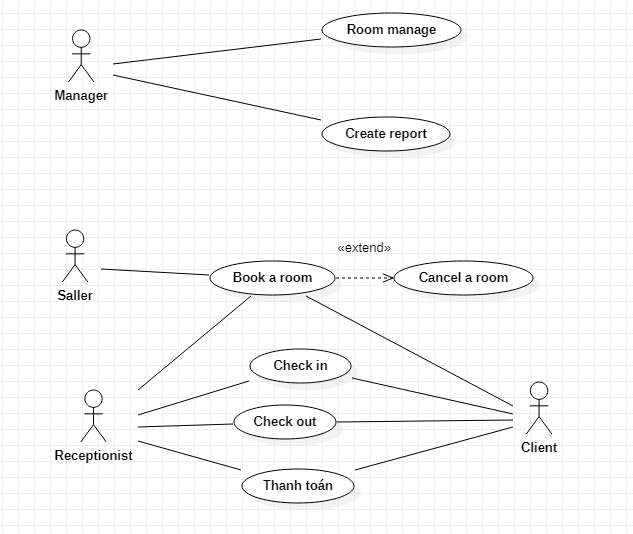 Room manage
Manager
Create report
«extend»
Saller
Book a room
Cancel a room
Check in
Check out
Receptionist
Client
Thanh toán